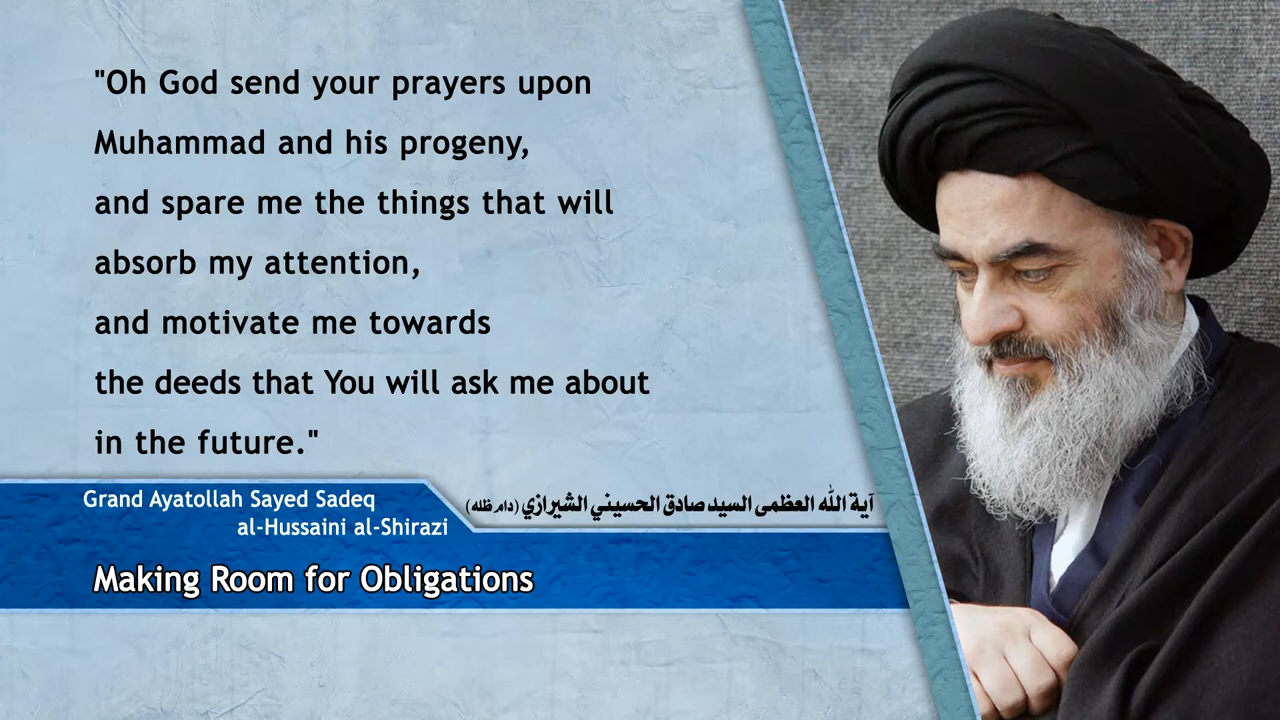 "Oh God send your prayers upon
Muhammad and his progeny,
and spare me the things that will
absorb my attention,
and motivate me towards
the deeds that You will ask me about
in the future."
Grand Ayatollah Sayed Sadeq
al-Hussaini al-Shirazi
آية الله العظمى السيد صادق الحسيني الشيرازي (دام ظله)
Making Room for Obligations